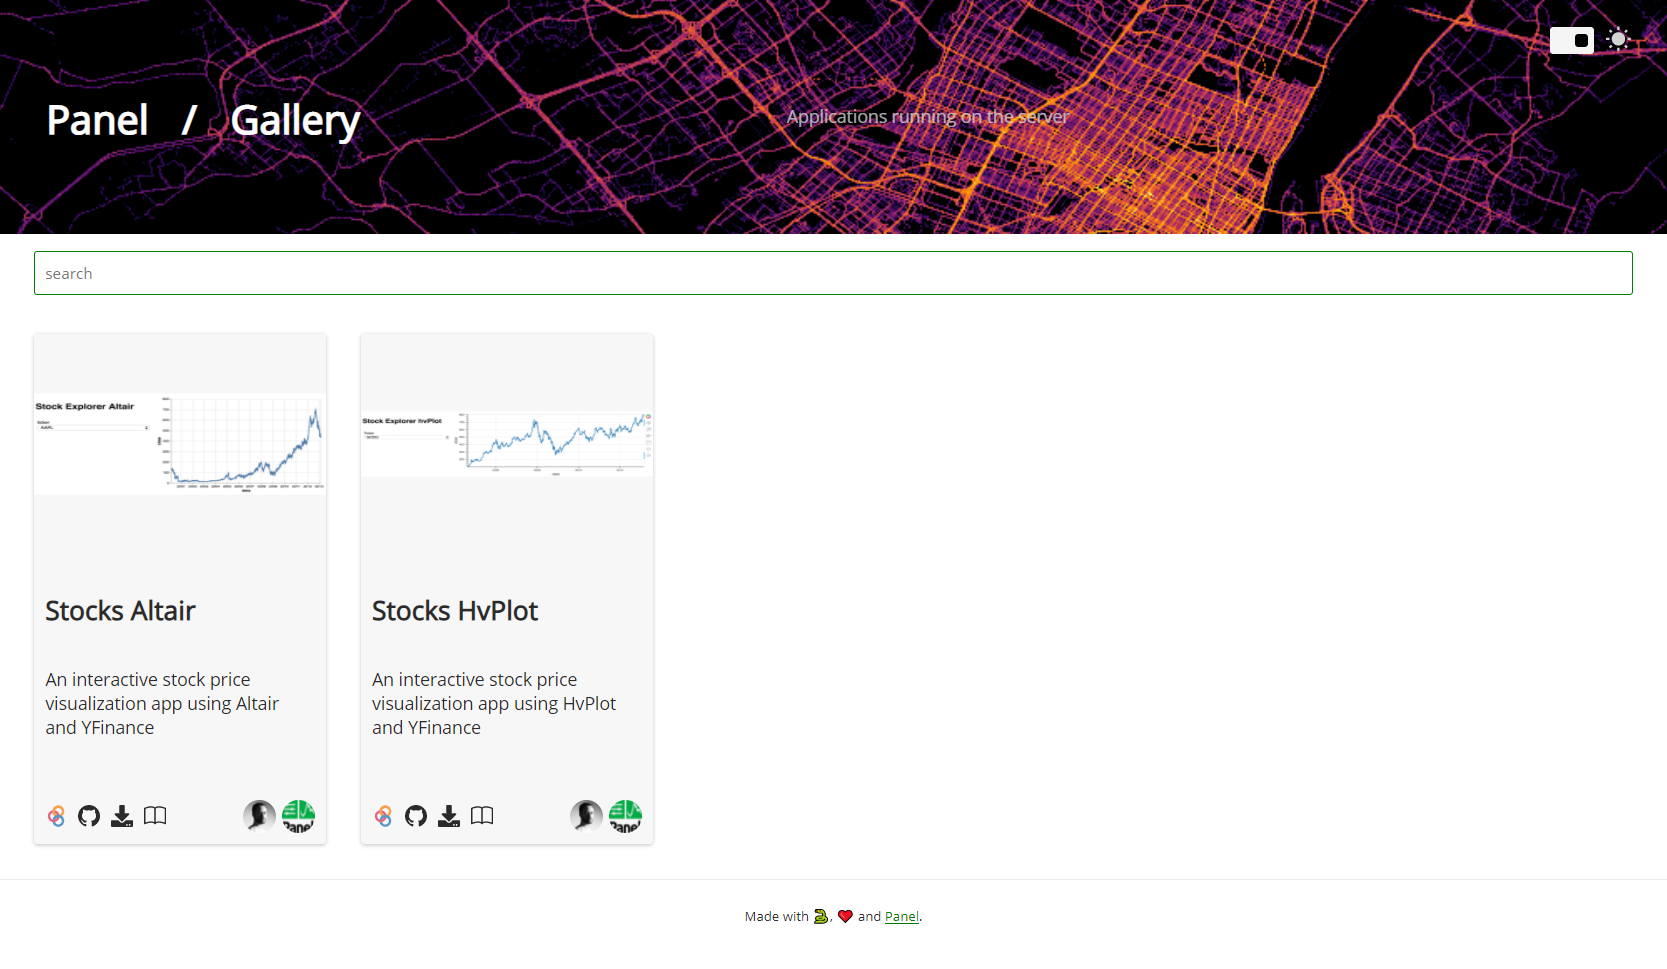 Panel / Gallery
Applications running on the server
search
Stock Explorer Altair
Stock Explorer hvPlot
Stocks Altair
An interactive stock price
visualization app using Altair
and YFinance
Stocks HvPlot
An interactive stock price
visualization app using HvPlot
and YFinance
Panel
Panel
Made with 🐍, ❤️ and Panel.